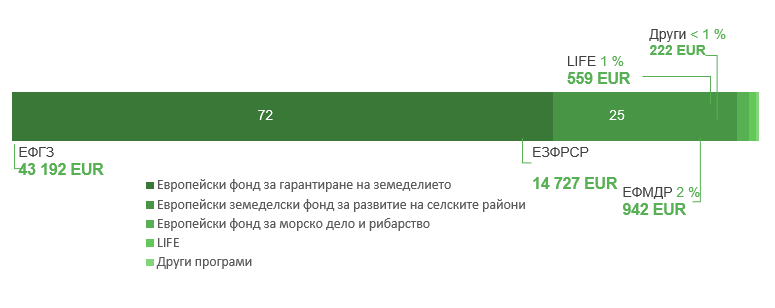 Други < 1 %
222 EUR
LIFE 1 %
559 EUR
72
25
ЕФГЗ
43 192 EUR
ЕЗФРСР
14 727 EUR
ЕФМДР 2 %
942 EUR
Европейски фонд за гарантиране на земеделието
Европейски земеделски фонд за развитие на селските райони
Европейски фонд за морско дело и рибарство
LIFE
Други програми